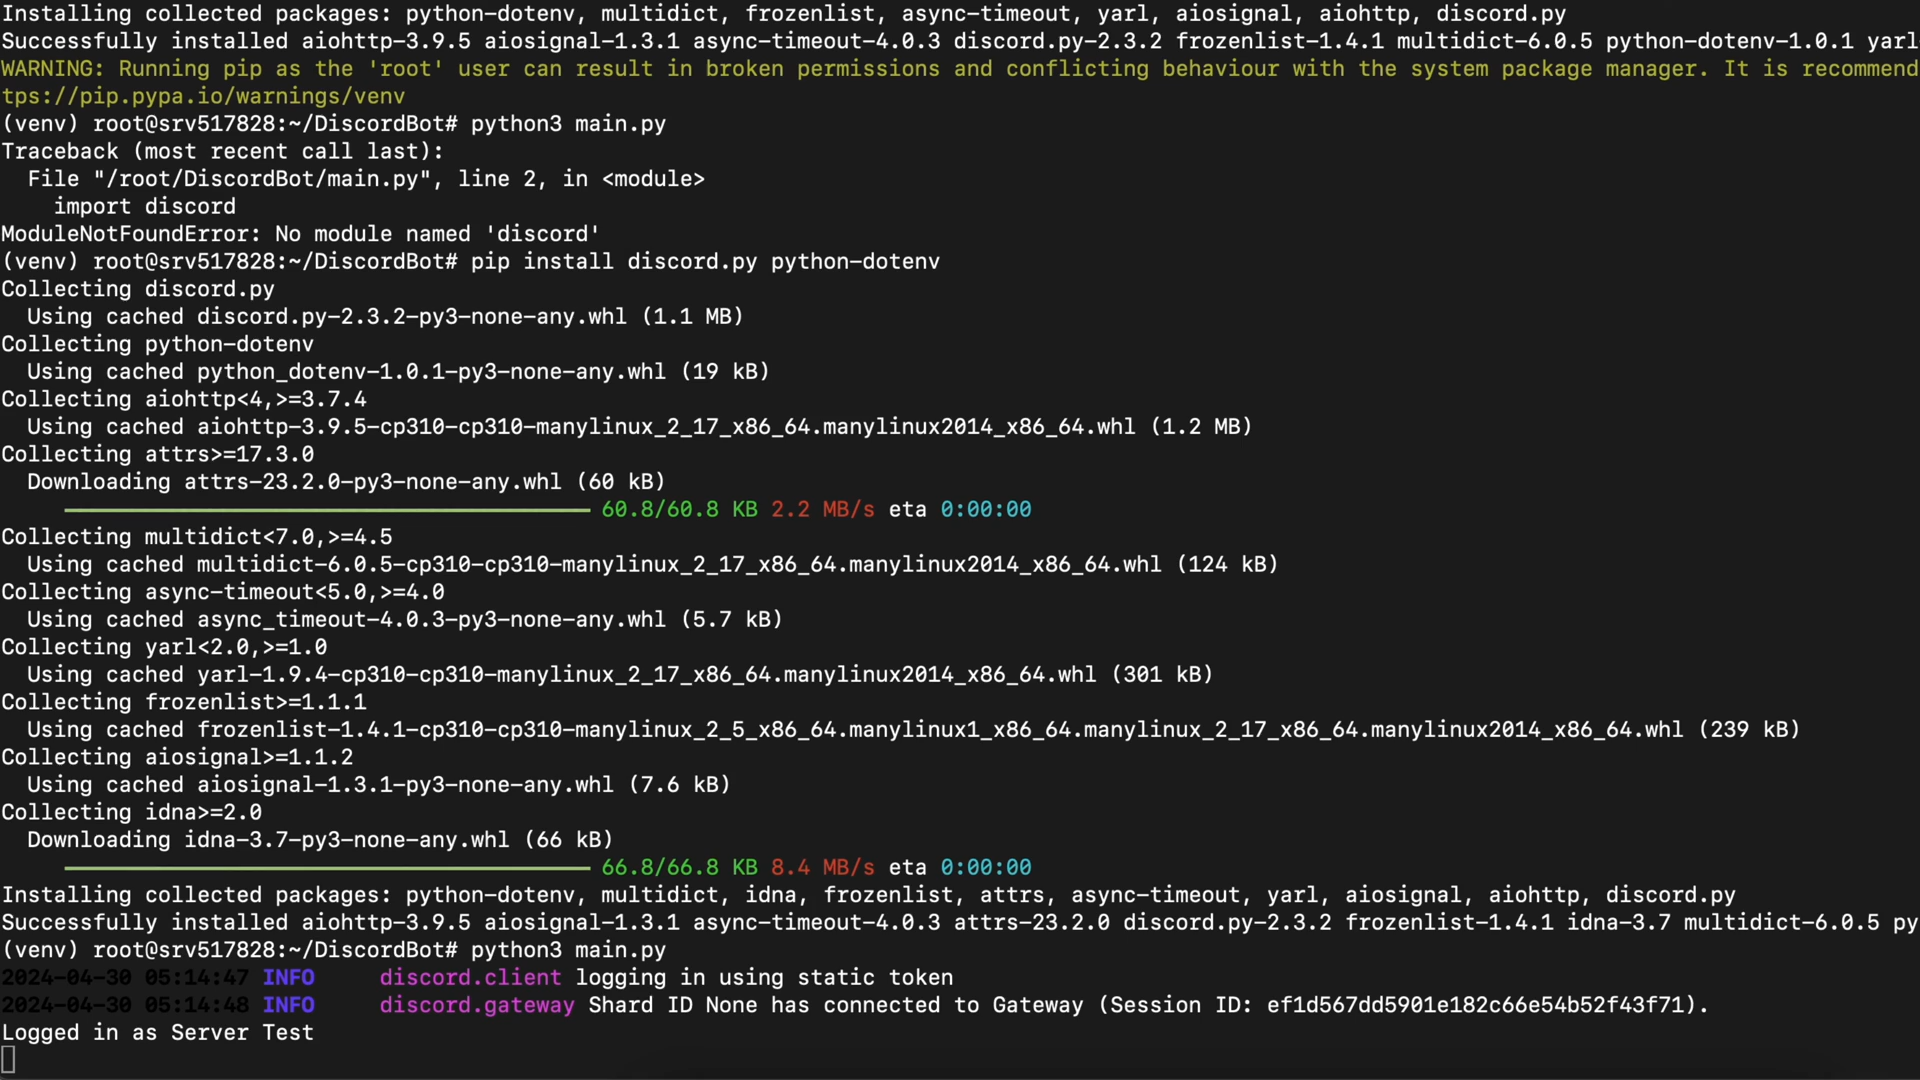 Installing collected packages: python-dotenv, multidict, frozenlist, async-timeout, yarl, aiosignal, aiohttp, discord.py
Successfully installed aiohttp-3.9.5 aiosignal-1.3.1 async-timeout-4.0.3 discord.py-2.3.2 frozenlist-1.4.1 multidict-6.0.5 python-dotenv-1.0.1 yarl
WARNING: Running pip as the 'root' user can result in broken permissions and conflicting behaviour with the system package manager. It is recommend
tps://pip.pypa.io/warnings/venv
(venv) root@srv517828:~/DiscordBot# python3 main.py
Traceback (most recent call last):
  File "/root/DiscordBot/main.py", line 2, in <module>
    import discord
ModuleNotFoundError: No module named 'discord'
(venv) root@srv517828:~/DiscordBot# pip install discord.py python-dotenv
Collecting discord.py
  Using cached discord.py-2.3.2-py3-none-any.whl (1.1 MB)
Collecting python-dotenv
  Using cached python_dotenv-1.0.1-py3-none-any.whl (19 kB)
Collecting aiohttp<4,>=3.7.4
  Using cached aiohttp-3.9.5-cp310-cp310-manylinux_2_17_x86_64.manylinux2014_x86_64.whl (1.2 MB)
Collecting attrs>=17.3.0
  Downloading attrs-23.2.0-py3-none-any.whl (60 kB)
60.8/60.8 KB 2.2 MB/s eta 0:00:00
Collecting multidict<7.0,>=4.5
  Using cached multidict-6.0.5-cp310-cp310-manylinux_2_17_x86_64.manylinux2014_x86_64.whl (124 kB)
Collecting async-timeout<5.0,>=4.0
  Using cached async_timeout-4.0.3-py3-none-any.whl (5.7 kB)
Collecting yarl<2.0,>=1.0
  Using cached yarl-1.9.4-cp310-cp310-manylinux_2_17_x86_64.manylinux2014_x86_64.whl (301 kB)
Collecting frozenlist>=1.1.1
  Using cached frozenlist-1.4.1-cp310-cp310-manylinux_2_5_x86_64.manylinux1_x86_64.manylinux_2_17_x86_64.manylinux2014_x86_64.whl (239 kB)
Collecting aiosignal>=1.1.2
  Using cached aiosignal-1.3.1-py3-none-any.whl (7.6 kB)
Collecting idna>=2.0
  Downloading idna-3.7-py3-none-any.whl (66 kB)
66.8/66.8 KB 8.4 MB/s eta 0:00:00
Installing collected packages: python-dotenv, multidict, idna, frozenlist, attrs, async-timeout, yarl, aiosignal, aiohttp, discord.py
Successfully installed aiohttp-3.9.5 aiosignal-1.3.1 async-timeout-4.0.3 attrs-23.2.0 discord.py-2.3.2 frozenlist-1.4.1 idna-3.7 multidict-6.0.5 py
(venv) root@srv517828:~/DiscordBot# python3 main.py
2024-04-30 05:14:47 INFO     discord.client logging in using static token
2024-04-30 05:14:48 INFO     discord.gateway Shard ID None has connected to Gateway (Session ID: ef1d567dd5901e182c66e54b52f43f71).
Logged in as Server Test